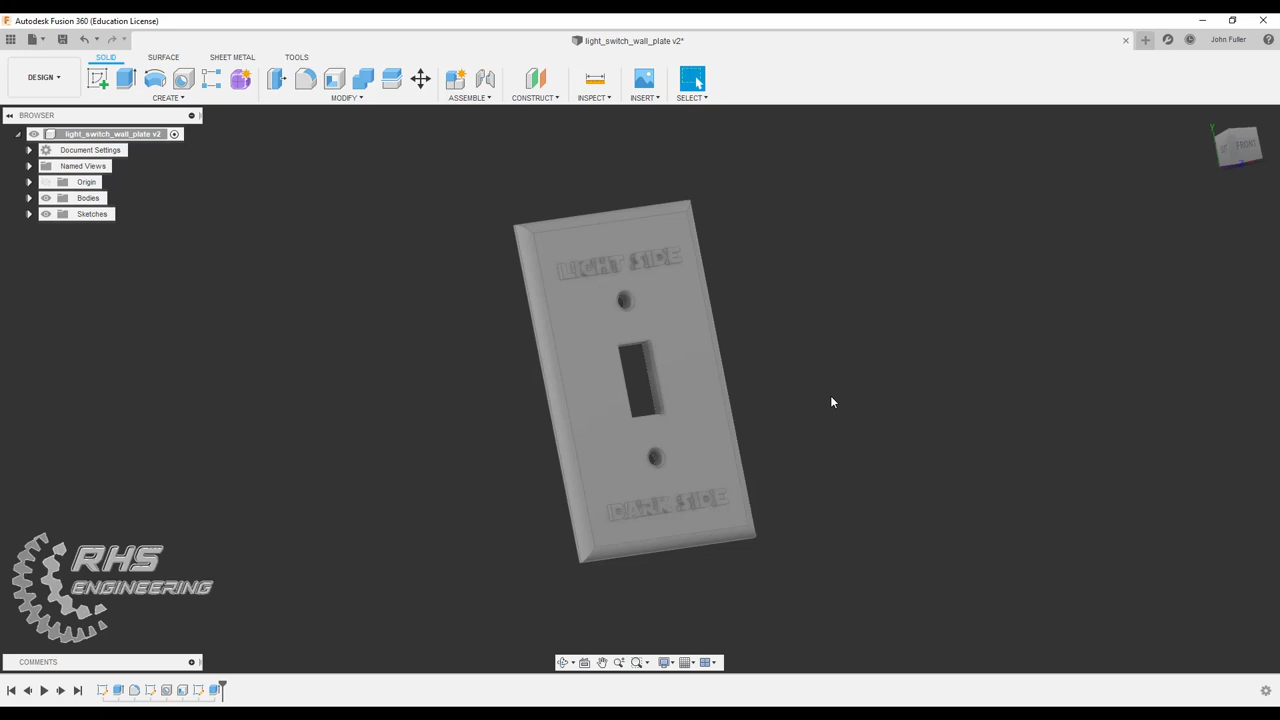 Autodesk Fusion 360 (Education License)
light_switch_wall_plate v2*
John Fuller
DESIGN
SOLID SURFACE SHEET METAL TOOLS
CREATE MODIFY ASSEMBLE CONSTRUCT INSPECT INSERT SELECT
BROWSER
light_switch_wall_plate v2
Document Settings
Named Views
Origin
Bodies
Sketches
Y
FRONT
Z
LIGHT SIDE
DARK SIDE
RHS
ENGINEERING
COMMENTS